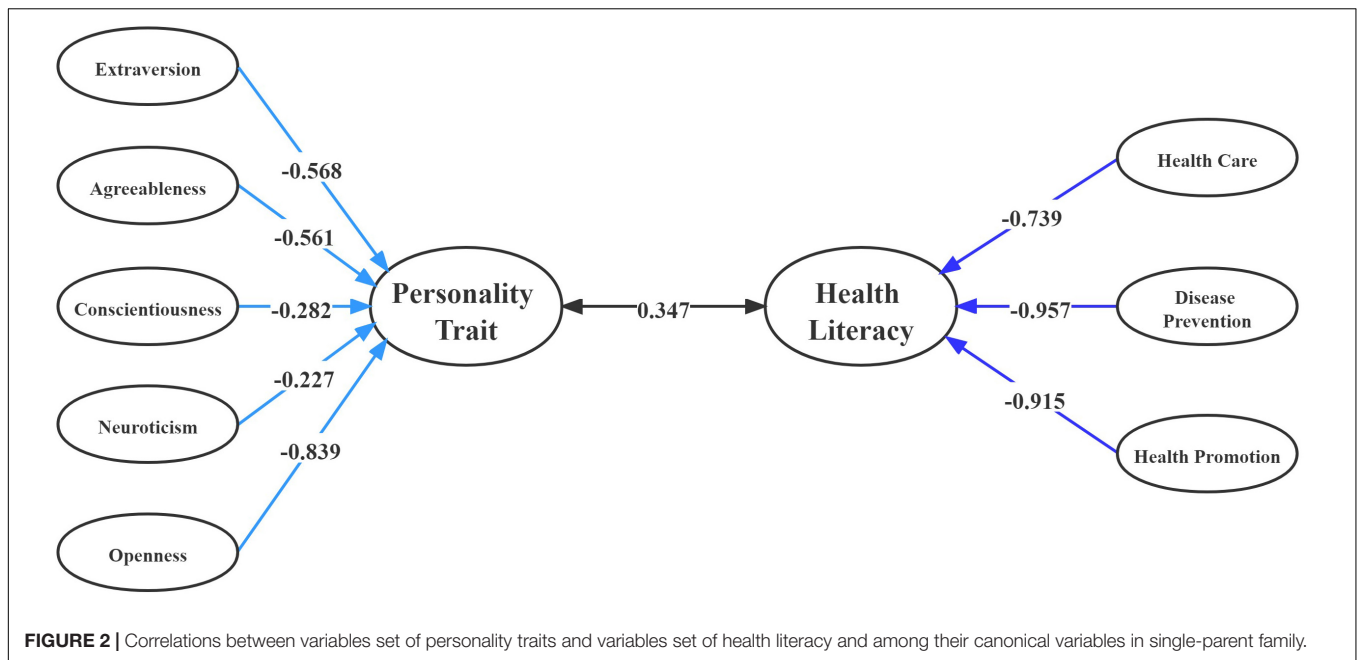 Extraversion
-0.568
Agreeableness
-0.561
Conscientiousness
-0.282
Neuroticism
-0.227
Openness
-0.839
Personality
Trait
0.347
Health
Literacy
Health Care
-0.739
Disease
Prevention
-0.957
Health Promotion
-0.915
FIGURE 2 | Correlations between variables set of personality traits and variables set of health literacy and among their canonical variables in single-parent family.